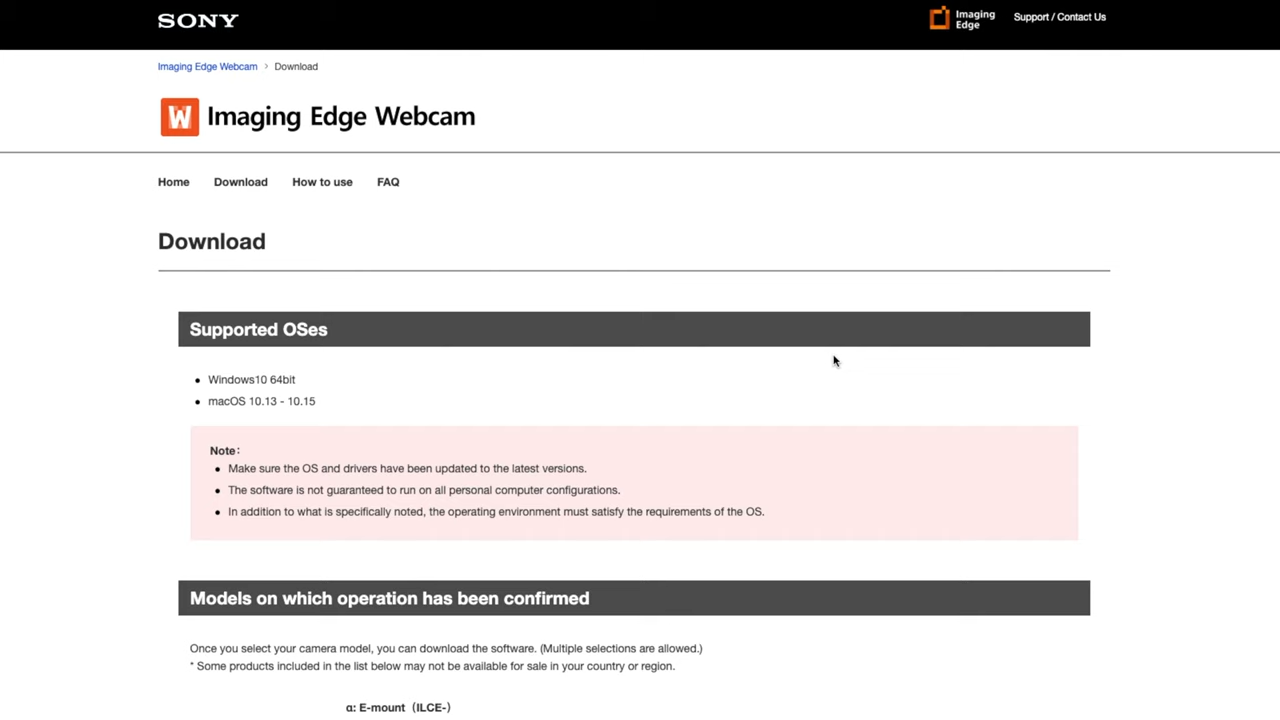 SONY
Imaging Edge
Support / Contact Us
Imaging Edge Webcam > Download
W Imaging Edge Webcam
Home Download How to use FAQ
Download
Supported OSes
• Windows10 64bit
• macOS 10.13 - 10.15
Note:
• Make sure the OS and drivers have been updated to the latest versions.
• The software is not guaranteed to run on all personal computer configurations.
• In addition to what is specifically noted, the operating environment must satisfy the requirements of the OS.
Models on which operation has been confirmed
Once you select your camera model, you can download the software. (Multiple selections are allowed.)
* Some products included in the list below may not be available for sale in your country or region.
α: E-mount（ILCE-)